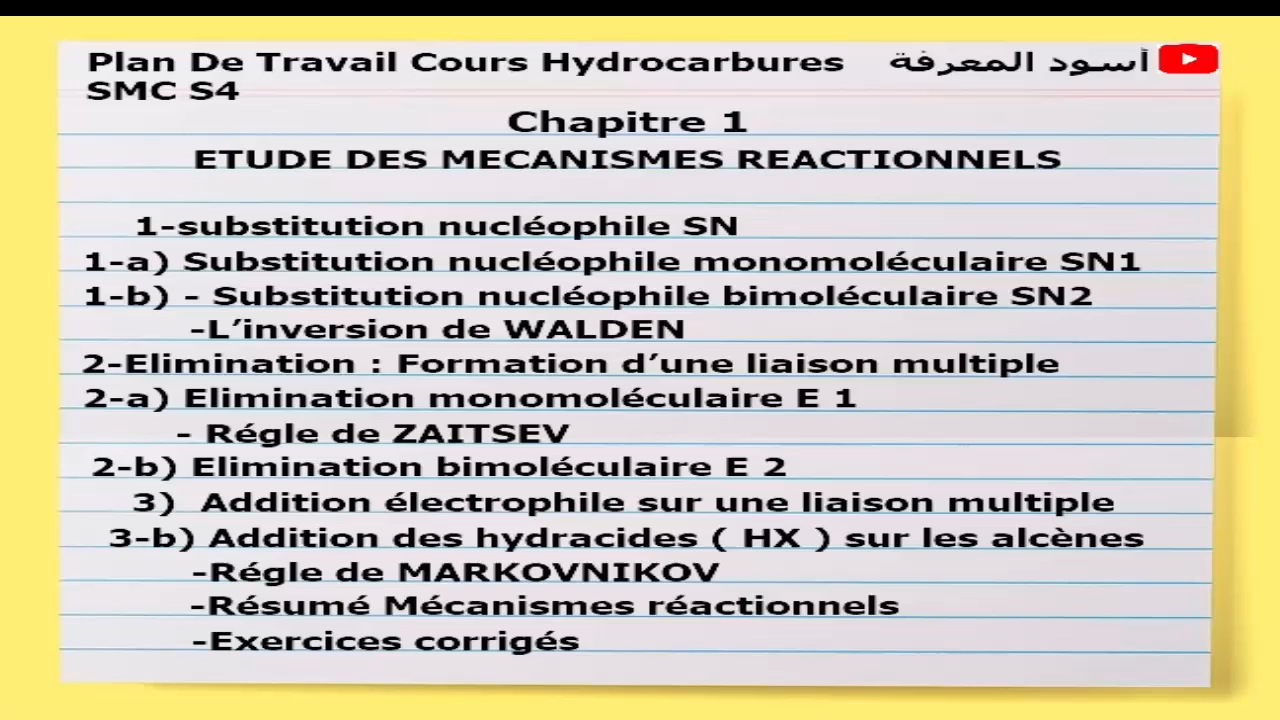 Plan De Travail Cours Hydrocarbures أسود المعرفة
SMC S4
Chapitre 1
ETUDE DES MECANISMES REACTIONNELS
1-substitution nucléophile SN
1-a) Substitution nucléophile monomoléculaire SN1
1-b) - Substitution nucléophile bimoléculaire SN2
-L’inversion de WALDEN
2-Elimination : Formation d’une liaison multiple
2-a) Elimination monomoléculaire E 1
- Régle de ZAITSEV
2-b) Elimination bimoléculaire E 2
3) Addition électrophile sur une liaison multiple
3-b) Addition des hydracides ( HX ) sur les alcènes
-Régle de MARKOVNIKOV
-Résumé Mécanismes réactionnels
-Exercices corrigés